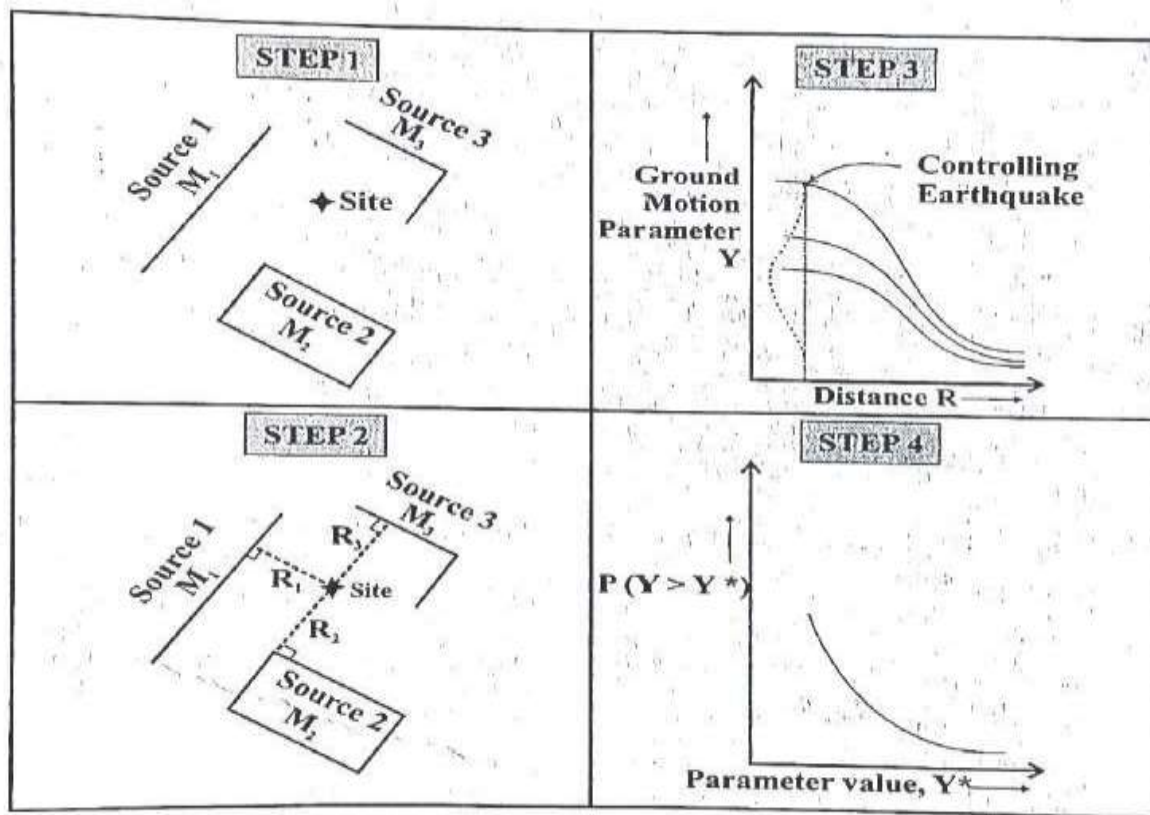 STEP 1
Source 1
M₁
Source 3
M₃
Site
Source 2
M₂
STEP 3
Ground
Motion
Parameter
Y
Controlling
Earthquake
Distance R
STEP 2
Source 1
M₁
Source 3
M₃
R₃
R₁
Site
R₂
Source 2
M₂
STEP 4
P (Y > Y*)
Parameter value, Y*